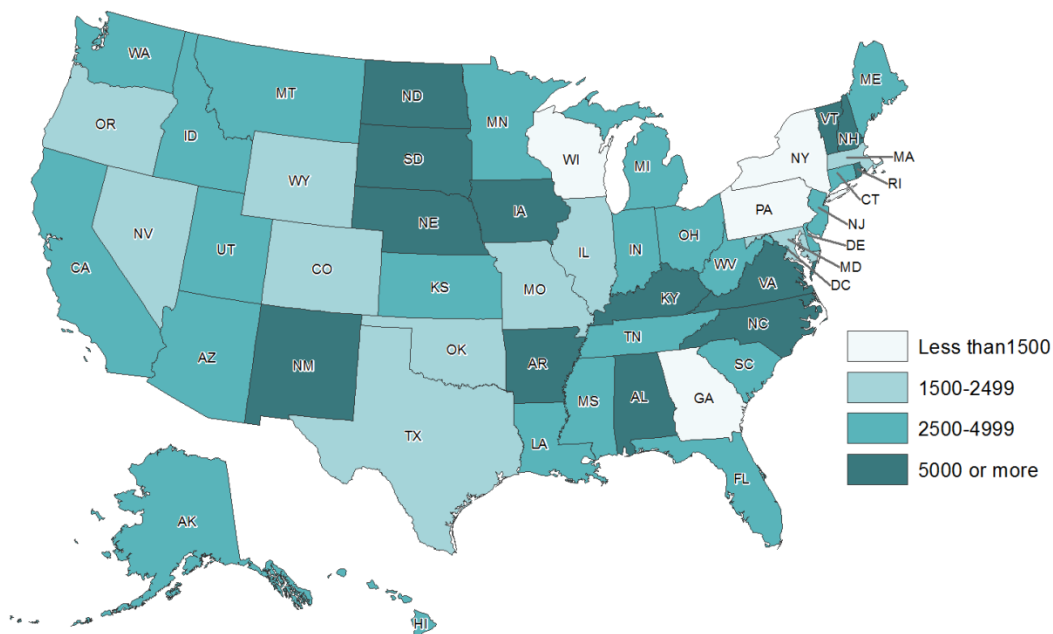 WA
MT
ND
MN
ME
OR
ID
SD
WI
MI
VT
NH
NY
MA
WY
RI
CT
NE
IA
PA
NJ
NV
UT
CO
IL
IN
OH
DE
MD
DC
CA
KS
MO
WV
VA
KY
NC
TN
AZ
NM
OK
AR
SC
MS
AL
GA
TX
LA
FL
AK
HI
Less than1500
1500-2499
2500-4999
5000 or more